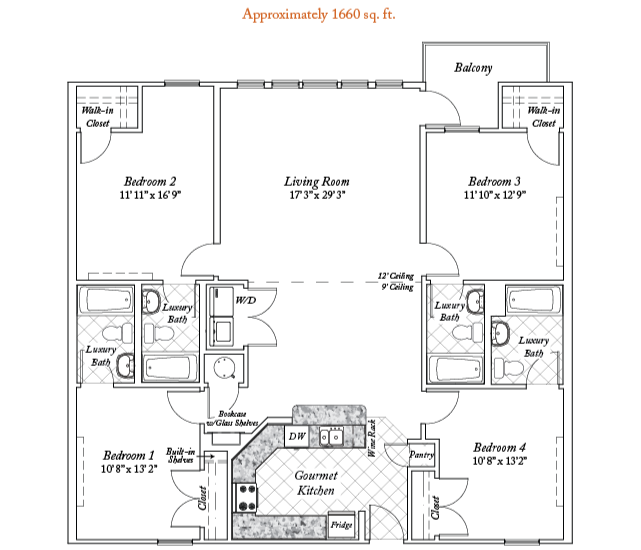 Approximately 1660 sq. ft.
Balcony
Walk-in
Closet
Walk-in
Closet
Bedroom 2
11'11"x 16'9"
Living Room
17'3"x 29'3"
Bedroom 3
11'10"x 12'9"
12' Ceiling
9' Ceiling
W/D
Luxury
Bath
Luxury
Bath
Luxury
Bath
Luxury
Bath
Bookcase
w/Glass Shelves
DW
Wine Rack
Bedroom 1
10'8"x 13'2"
Built-in
Shelves
Pantry
Bedroom 4
10'8"x 13'2"
Gourmet
Kitchen
Closet
Closet
Fridge